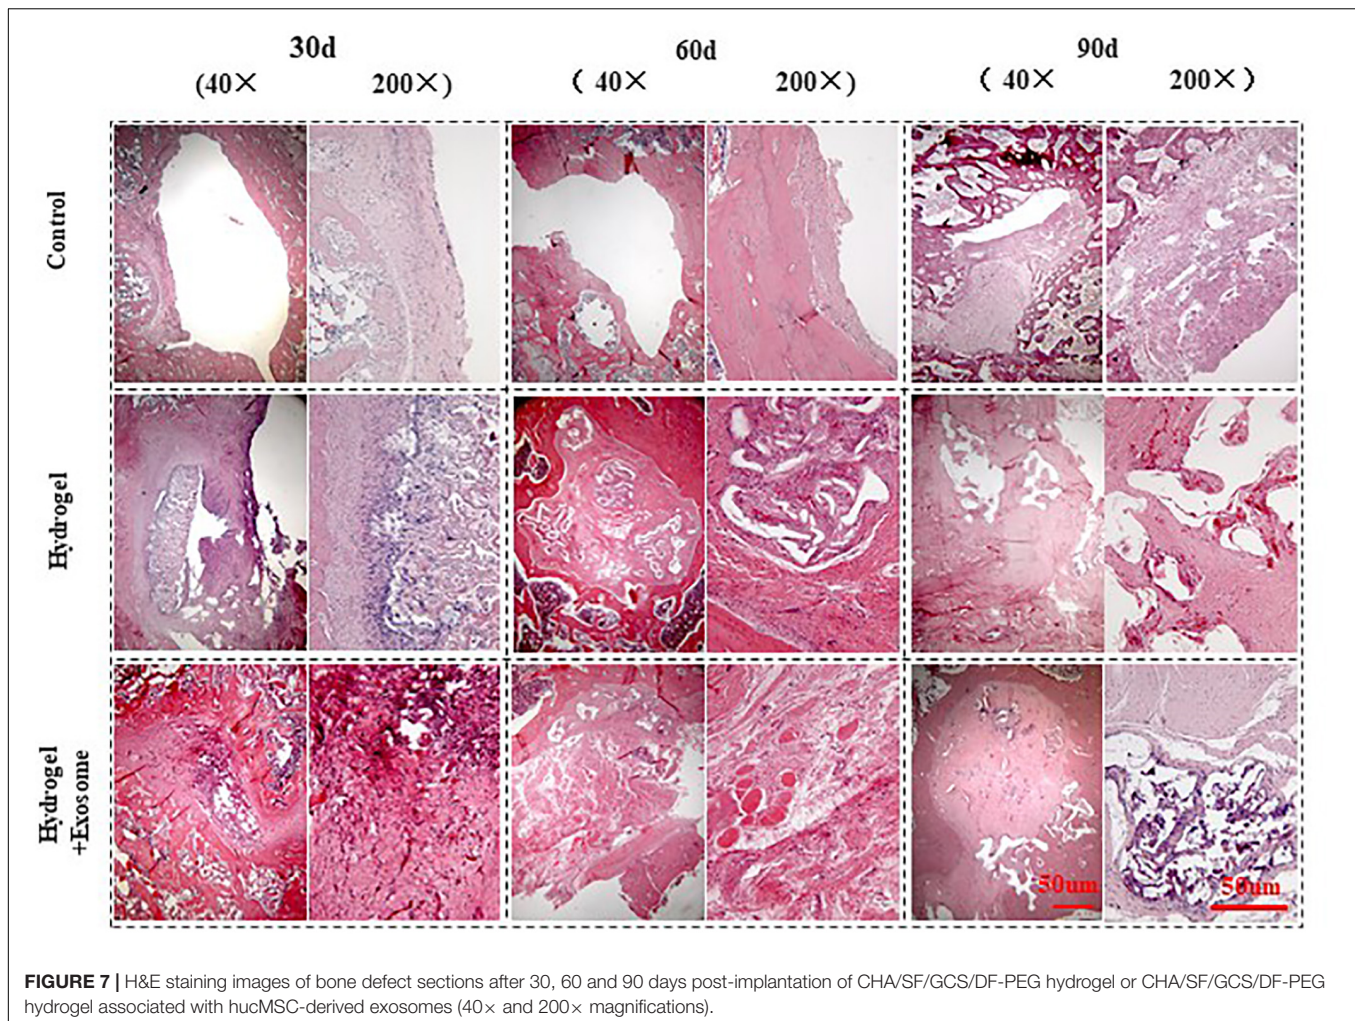 30d 60d 90d
(40× 200×) ( 40× 200×) ( 40× 200×)
Control
Hydrogel
Hydrogel
+Exosome
50um 50um
FIGURE 7 | H&E staining images of bone defect sections after 30, 60 and 90 days post-implantation of CHA/SF/GCS/DF-PEG hydrogel or CHA/SF/GCS/DF-PEG
hydrogel associated with hucMSC-derived exosomes (40× and 200× magnifications).